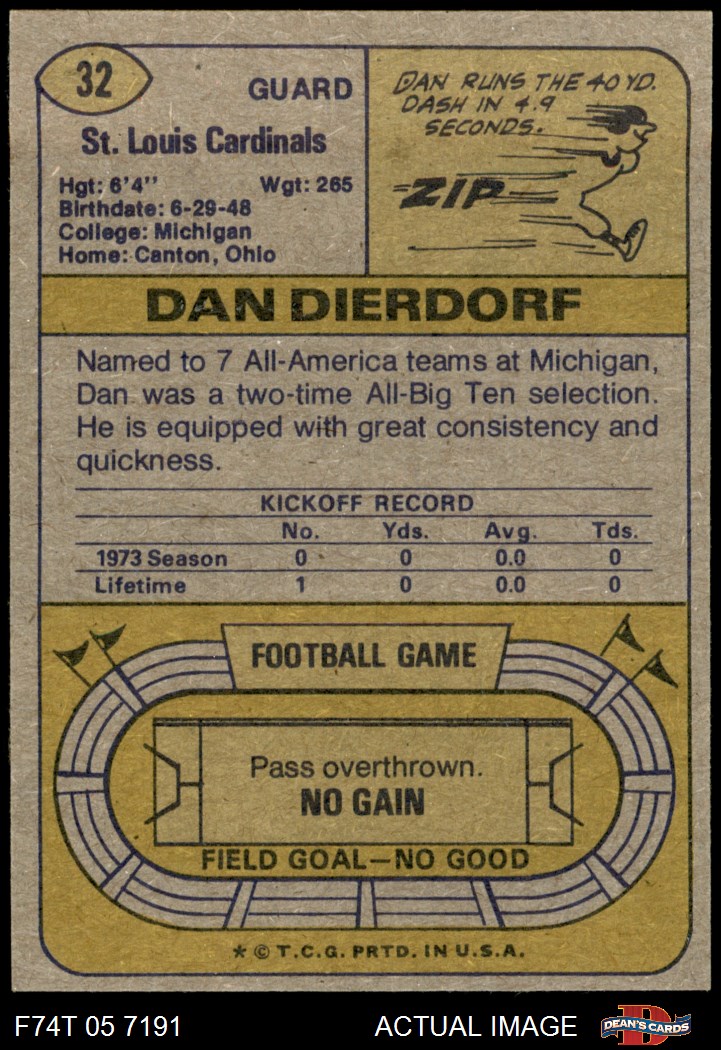 32
GUARD
St. Louis Cardinals
Hgt: 6'4" Wgt: 265
Birthdate: 6-29-48
College: Michigan
Home: Canton, Ohio
DAN RUNS THE 40 YD.
DASH IN 4.9
SECONDS.
ZIP
DAN DIERDORF
Named to 7 All-America teams at Michigan,
Dan was a two-time All-Big Ten selection.
He is equipped with great consistency and
quickness.
KICKOFF RECORD
No. Yds. Avg. Tds.
1973 Season 0 0 0.0 0
Lifetime 1 0 0.0 0
FOOTBALL GAME
Pass overthrown.
NO GAIN
FIELD GOAL—NO GOOD
* © T.C.G. PRTD. IN U.S.A.
F74T 05 7191 ACTUAL IMAGE
DEAN'S CARDS